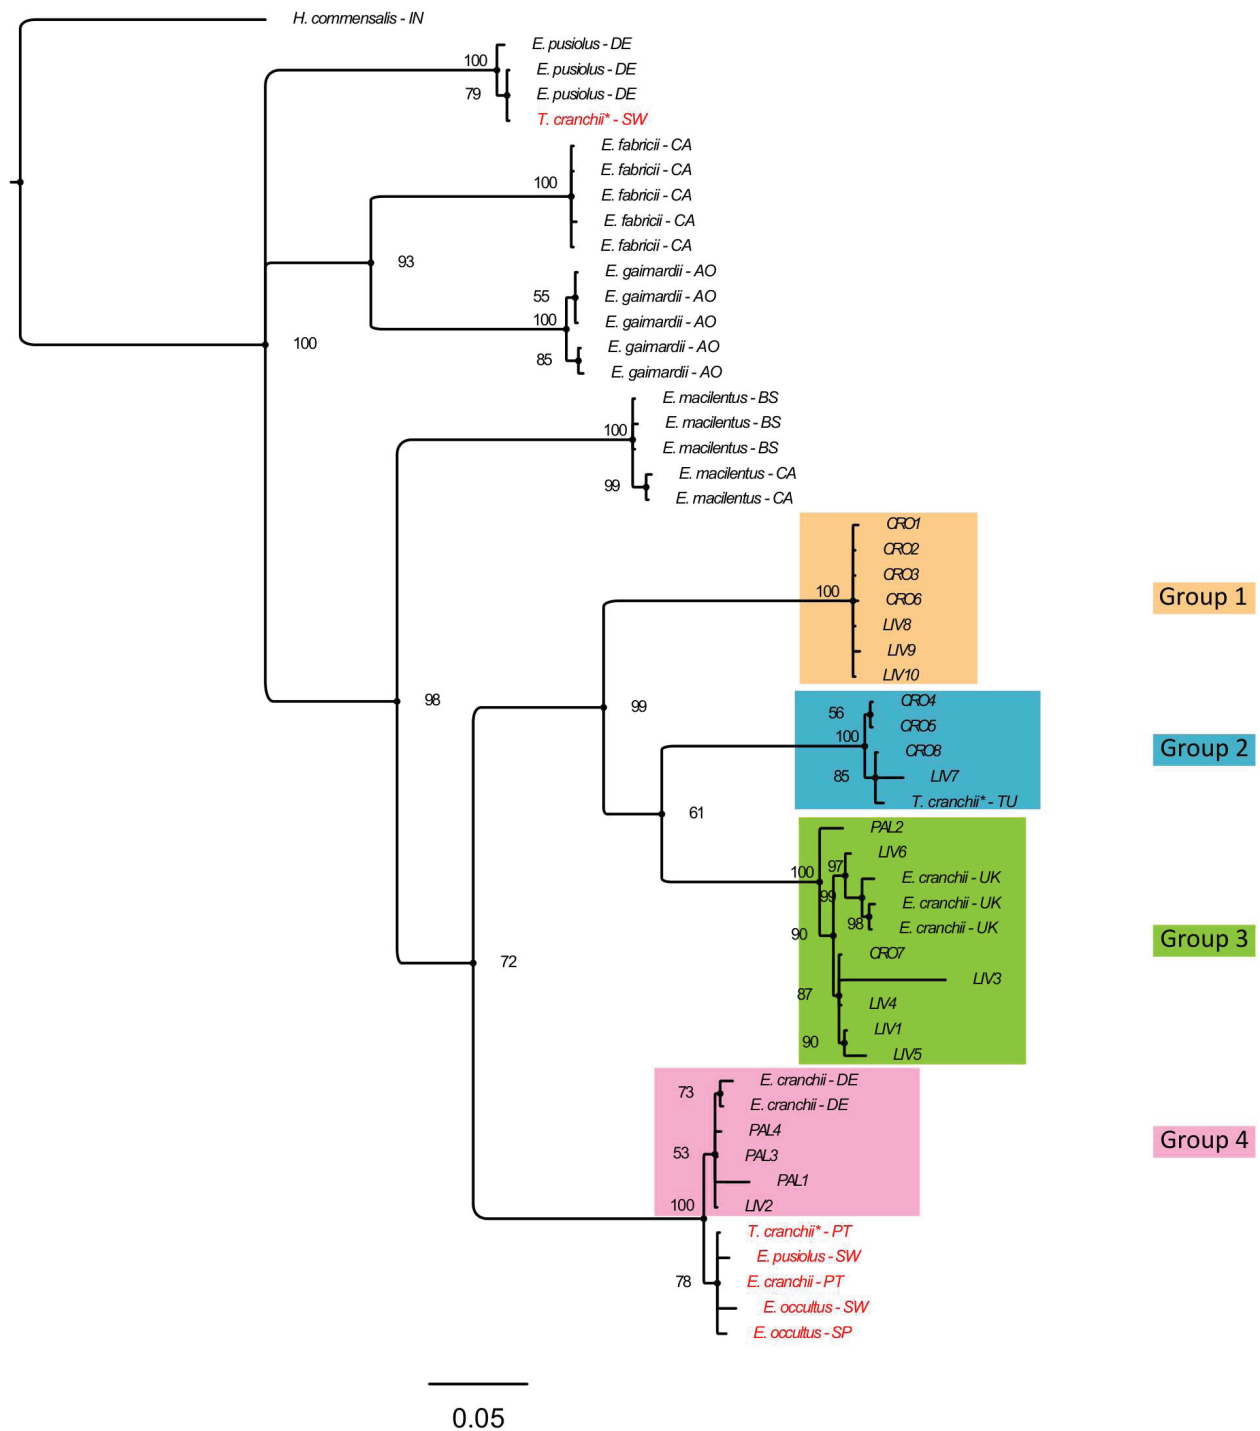 H. commensalis - IN
E. pusiolus - DE
100
E. pusiolus - DE
79
E. pusiolus - DE
T. cranchii* - SW
E. fabricii - CA
E. fabricii - CA
100
E. fabricii - CA
E. fabricii - CA
E. fabricii - CA
93
E. gaimardii - AO
55
E. gaimardii - AO
100
E. gaimardii - AO
E. gaimardii - AO
85
E. gaimardii - AO
100
E. macilentus - BS
E. macilentus - BS
100
E. macilentus - BS
E. macilentus - CA
99
E. macilentus - CA
CRO1
CRO2
CRO3
100
CRO6
Group 1
LIV8
LIV9
LIV10
98
99
CRO4
56
CRO5
100
CRO8
Group 2
85
LIV7
T. cranchii* - TU
61
PAL2
LIV6
97
100
E. cranchii - UK
99
E. cranchii - UK
98
E. cranchii - UK
90
Group 3
CRO7
LIV3
72
87
LIV4
LIV1
90
LIV5
E. cranchii - DE
73
E. cranchii - DE
PAL4
Group 4
53
PAL3
PAL1
100
LIV2
T. cranchii* - PT
E. pusiolus - SW
78
E. cranchii - PT
E. occultus - SW
E. occultus - SP
0.05